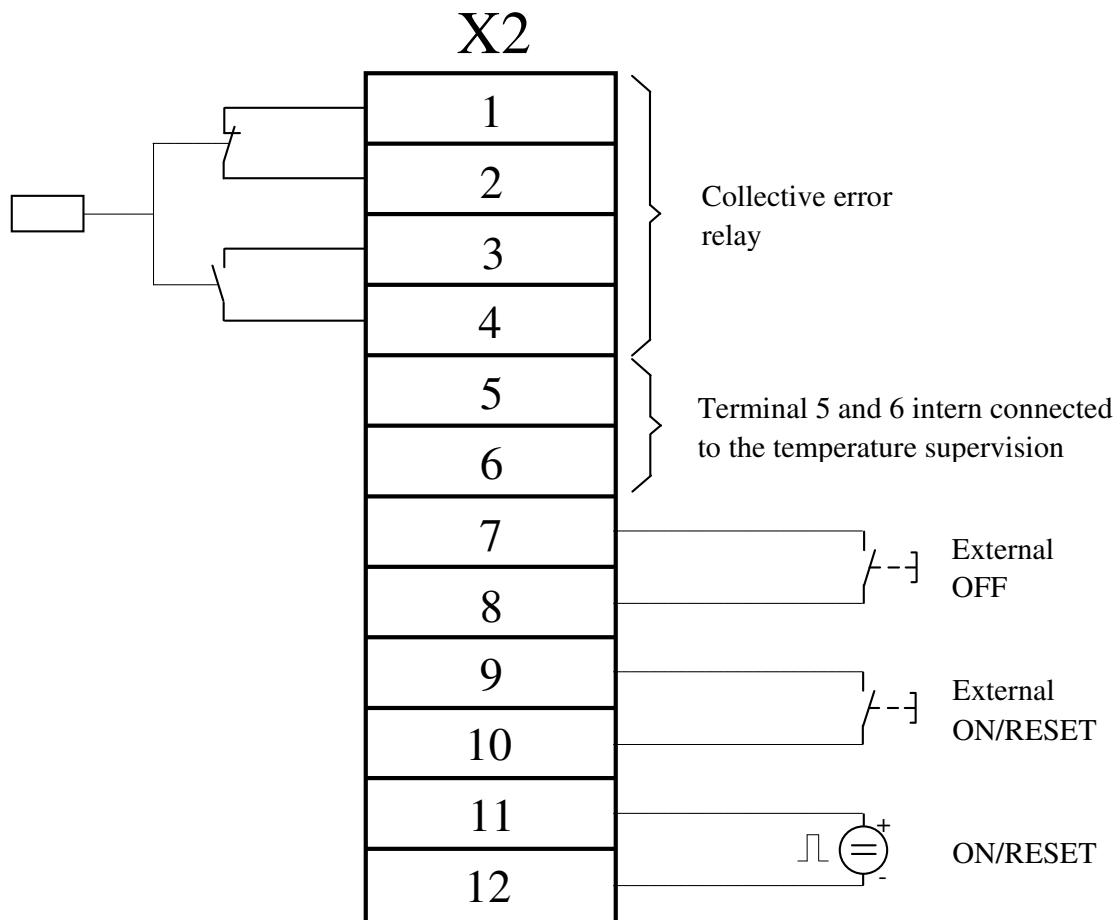 X2
1
2
3
4
5
6
7
8
9
10
11
12
Collective error
relay
Terminal 5 and 6 intern connected
to the temperature supervision
External
OFF
External
ON/RESET
+
-
ON/RESET